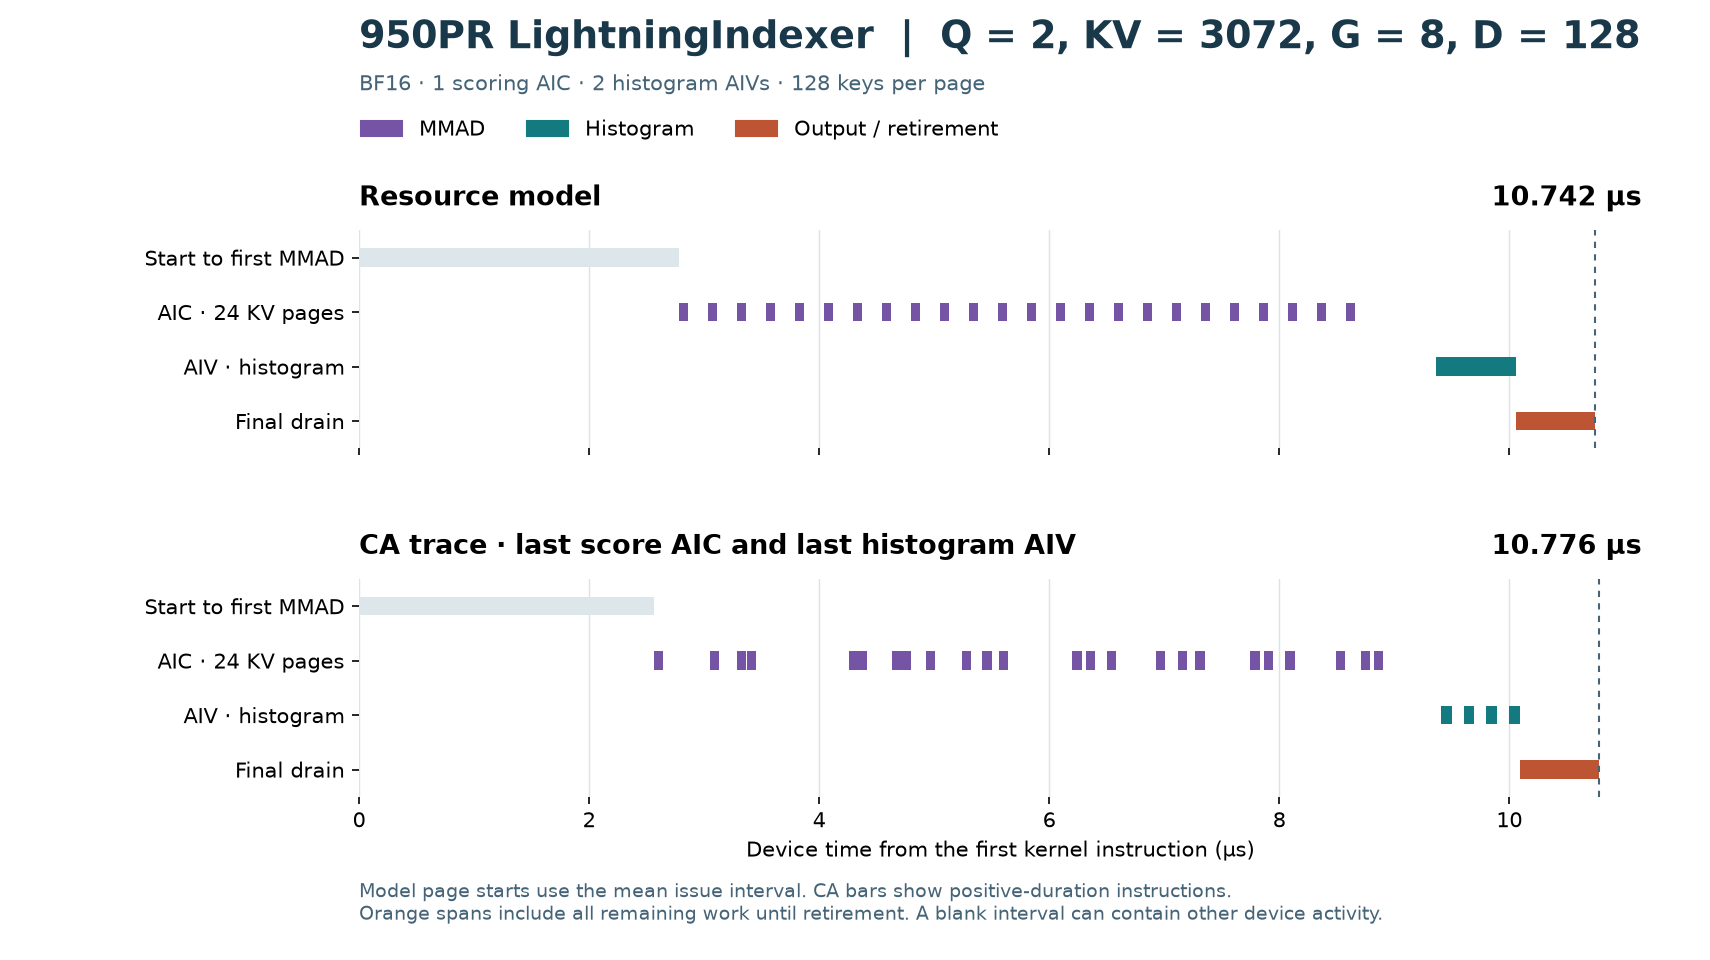 950PR LightningIndexer | Q = 2, KV = 3072, G = 8, D = 128
BF16 · 1 scoring AIC · 2 histogram AIVs · 128 keys per page
MMAD Histogram Output / retirement
Resource model 10.742 µs
Start to first MMAD
AIC · 24 KV pages
AIV · histogram
Final drain
CA trace · last score AIC and last histogram AIV 10.776 µs
Start to first MMAD
AIC · 24 KV pages
AIV · histogram
Final drain
0 2 4 6 8 10
Device time from the first kernel instruction (µs)
Model page starts use the mean issue interval. CA bars show positive-duration instructions.
Orange spans include all remaining work until retirement. A blank interval can contain other device activity.